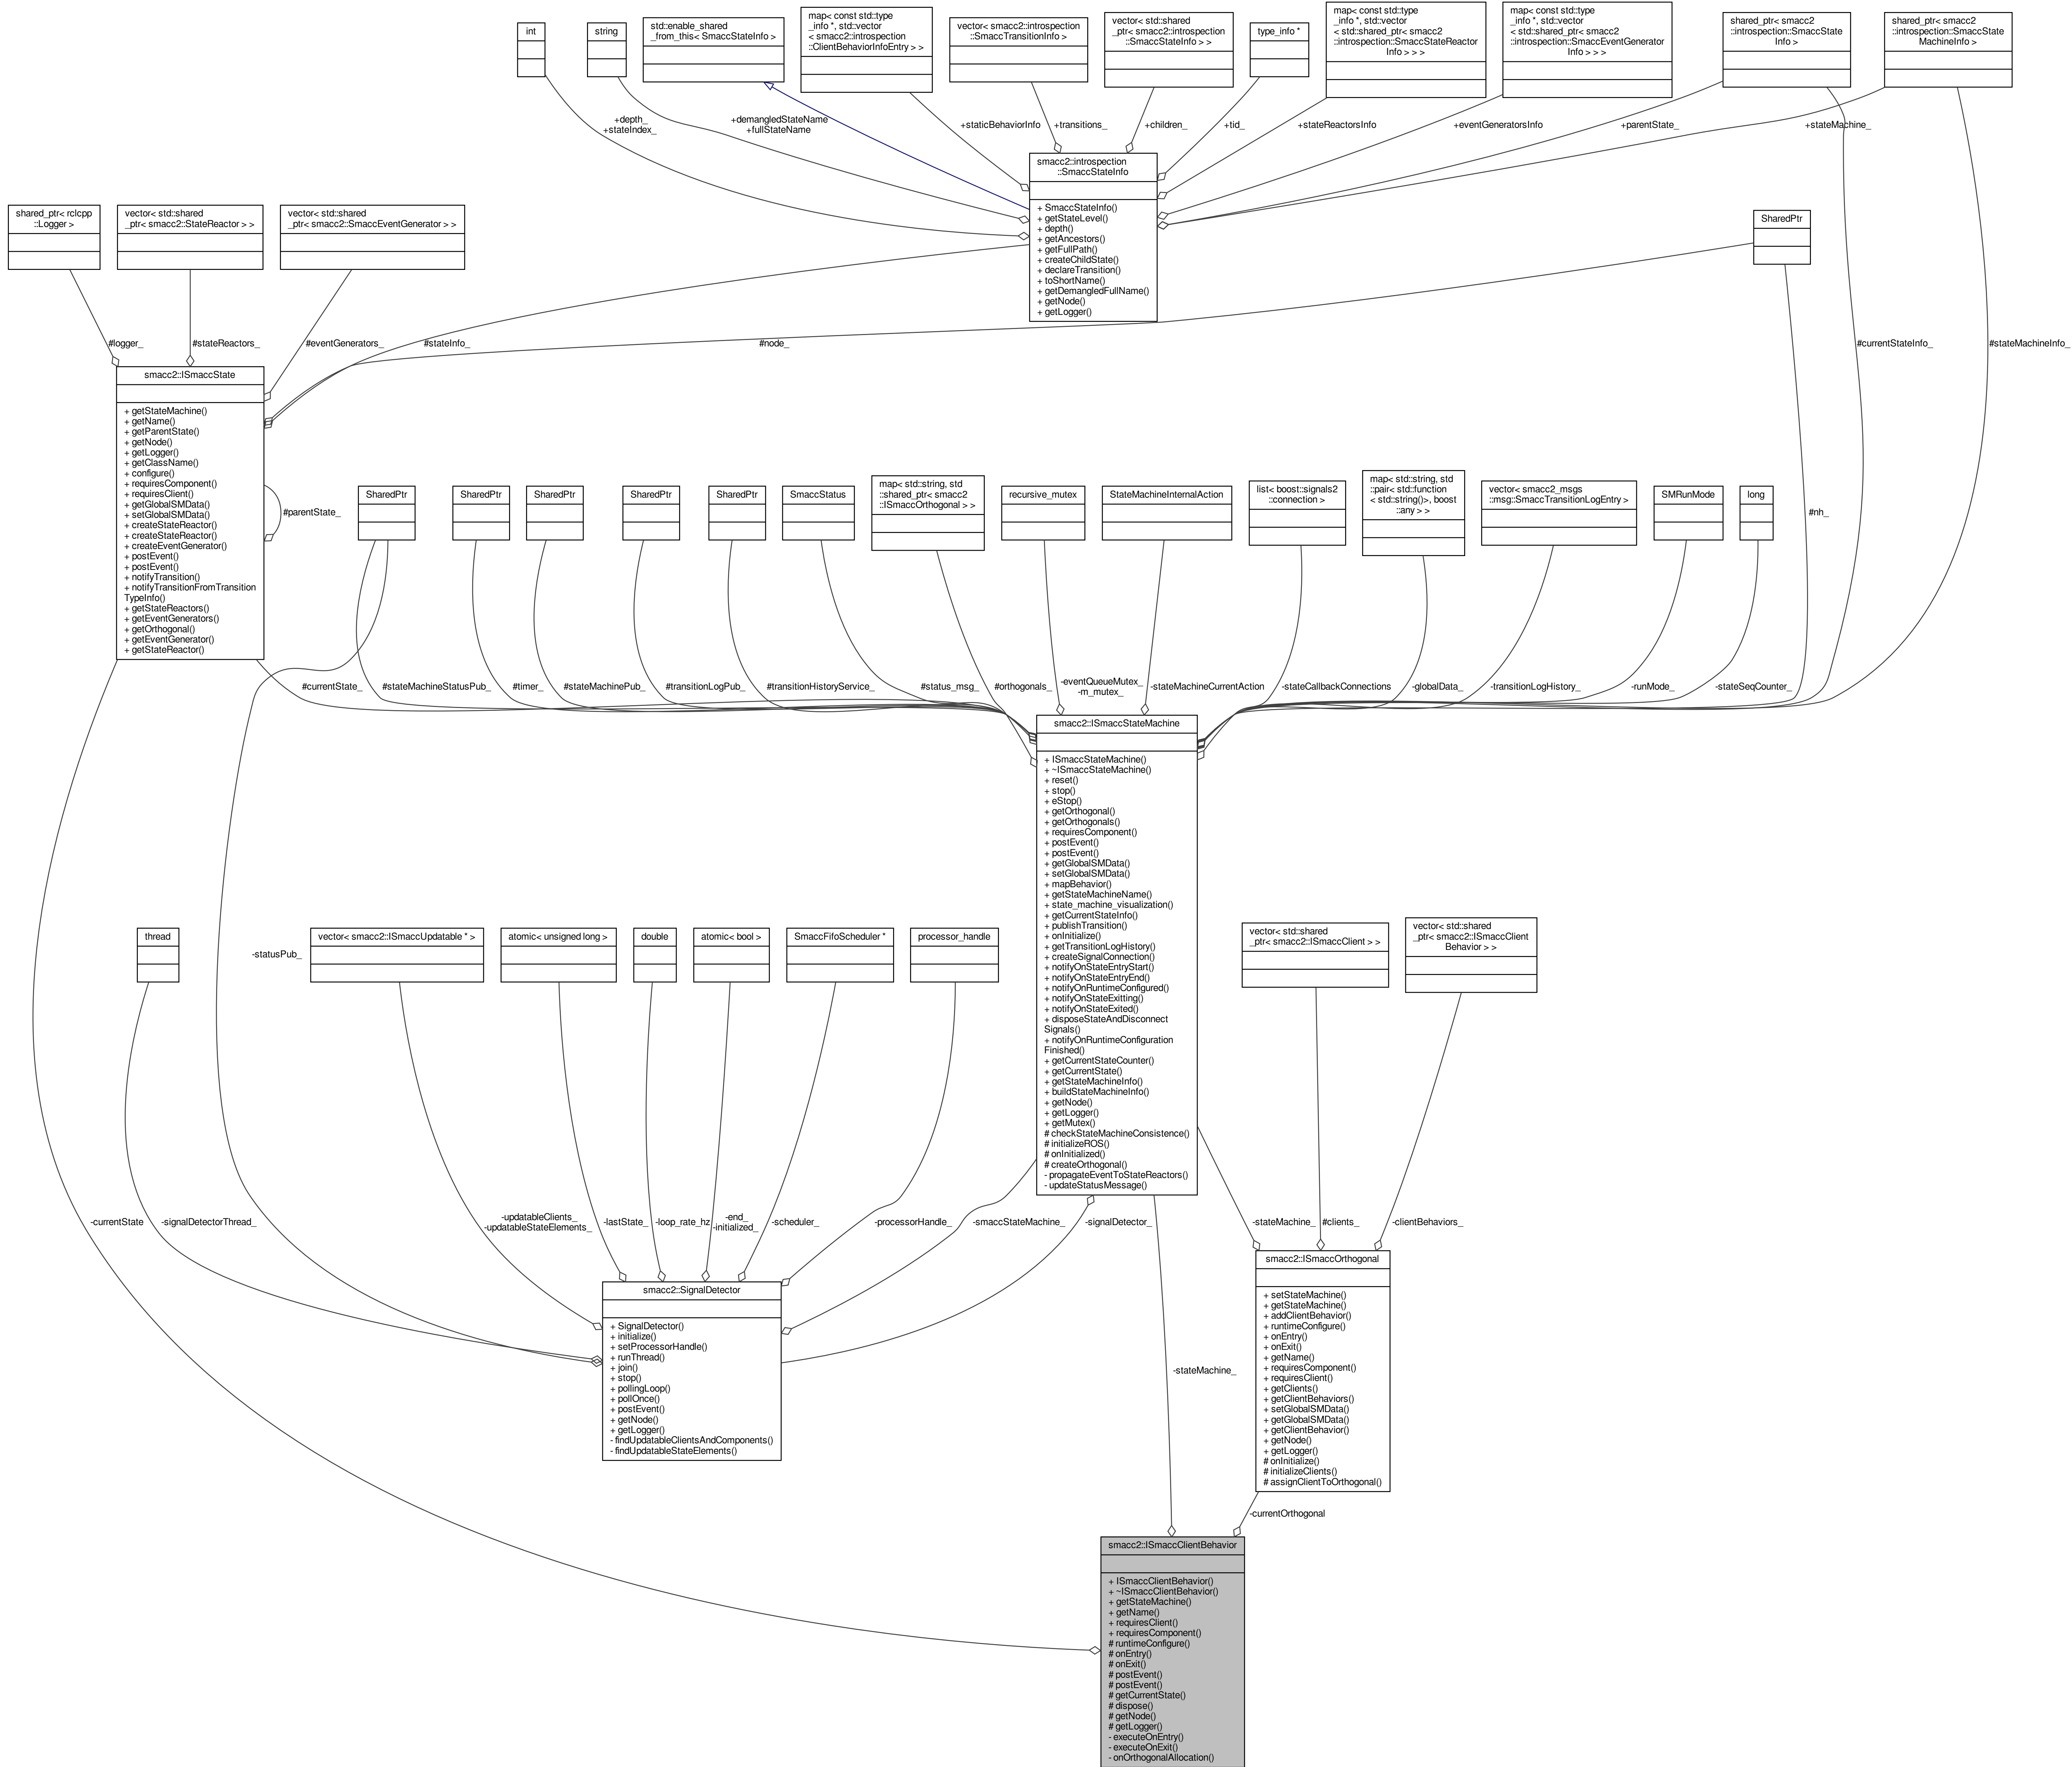 int
string
std::enable_shared
_from_this< SmaccStateInfo >
map< const std::type
_info *, std::vector
< smacc2::introspection
::ClientBehaviorInfoEntry > >
vector< smacc2::introspection
::SmaccTransitionInfo >
vector< std::shared
_ptr< smacc2::introspection
::SmaccStateInfo > >
type_info *
map< const std::type
_info *, std::vector
< std::shared_ptr< smacc2
::introspection::SmaccStateReactor
Info > > >
map< const std::type
_info *, std::vector
< std::shared_ptr< smacc2
::introspection::SmaccEventGenerator
Info > > >
shared_ptr< smacc2
::introspection::SmaccState
Info >
shared_ptr< smacc2
::introspection::SmaccState
MachineInfo >
+depth_
+stateIndex_
+demangledStateName
+fullStateName
+staticBehaviorInfo
+transitions_
+children_
+tid_
+stateReactorsInfo
+eventGeneratorsInfo
+parentState_
+stateMachine_
smacc2::introspection
::SmaccStateInfo
+ SmaccStateInfo()
+ getStateLevel()
+ depth()
+ getAncestors()
+ getFullPath()
+ createChildState()
+ declareTransition()
+ toShortName()
+ getDemangledFullName()
+ getNode()
+ getLogger()
shared_ptr< rclcpp
::Logger >
vector< std::shared
_ptr< smacc2::StateReactor > >
vector< std::shared
_ptr< smacc2::SmaccEventGenerator > >
SharedPtr
#logger_
#stateReactors_
#eventGenerators_
#stateInfo_
#node_
#currentStateInfo_
#stateMachineInfo_
smacc2::ISmaccState
+ getStateMachine()
+ getName()
+ getParentState()
+ getNode()
+ getLogger()
+ getClassName()
+ configure()
+ requiresComponent()
+ requiresClient()
+ getGlobalSMData()
+ setGlobalSMData()
+ createStateReactor()
+ createStateReactor()
+ createEventGenerator()
+ postEvent()
+ postEvent()
+ notifyTransition()
+ notifyTransitionFromTransition
TypeInfo()
+ getStateReactors()
+ getEventGenerators()
+ getOrthogonal()
+ getEventGenerator()
+ getStateReactor()
#parentState_
SharedPtr
SharedPtr
SharedPtr
SharedPtr
SharedPtr
SmaccStatus
map< std::string, std
::shared_ptr< smacc2
::ISmaccOrthogonal > >
recursive_mutex
StateMachineInternalAction
list< boost::signals2
::connection >
map< std::string, std
::pair< std::function
< std::string()>, boost
::any > >
vector< smacc2_msgs
::msg::SmaccTransitionLogEntry >
SMRunMode
long
#nh_
#currentState_
#stateMachineStatusPub_
#timer_
#stateMachinePub_
#transitionLogPub_
#transitionHistoryService_
#status_msg_
#orthogonals_
-eventQueueMutex_
-m_mutex_
-stateMachineCurrentAction
-stateCallbackConnections
-globalData_
-transitionLogHistory_
-runMode_
-stateSeqCounter_
smacc2::ISmaccStateMachine
+ ISmaccStateMachine()
+ ~ISmaccStateMachine()
+ reset()
+ stop()
+ eStop()
+ getOrthogonal()
+ getOrthogonals()
+ requiresComponent()
+ postEvent()
+ postEvent()
+ getGlobalSMData()
+ setGlobalSMData()
+ mapBehavior()
+ getStateMachineName()
+ state_machine_visualization()
+ getCurrentStateInfo()
+ publishTransition()
+ onInitialize()
+ getTransitionLogHistory()
+ createSignalConnection()
+ notifyOnStateEntryStart()
+ notifyOnStateEntryEnd()
+ notifyOnRuntimeConfigured()
+ notifyOnStateExitting()
+ notifyOnStateExited()
+ disposeStateAndDisconnect
Signals()
+ notifyOnRuntimeConfiguration
Finished()
+ getCurrentStateCounter()
+ getCurrentState()
+ getStateMachineInfo()
+ buildStateMachineInfo()
+ getNode()
+ getLogger()
+ getMutex()
# checkStateMachineConsistence()
# initializeROS()
# onInitialized()
# createOrthogonal()
- propagateEventToStateReactors()
- updateStatusMessage()
thread
-statusPub_
vector< smacc2::ISmaccUpdatable * >
atomic< unsigned long >
double
atomic< bool >
SmaccFifoScheduler *
processor_handle
vector< std::shared
_ptr< smacc2::ISmaccClient > >
vector< std::shared
_ptr< smacc2::ISmaccClient
Behavior > >
-currentState
-signalDetectorThread_
-updatableClients_
-updatableStateElements_
-lastState_
-loop_rate_hz
-end_
-initialized_
-scheduler_
-processorHandle_
-smaccStateMachine_
-signalDetector_
-stateMachine_
#clients_
-clientBehaviors_
smacc2::SignalDetector
+ SignalDetector()
+ initialize()
+ setProcessorHandle()
+ runThread()
+ join()
+ stop()
+ pollingLoop()
+ pollOnce()
+ postEvent()
+ getNode()
+ getLogger()
- findUpdatableClientsAndComponents()
- findUpdatableStateElements()
smacc2::ISmaccOrthogonal
+ setStateMachine()
+ getStateMachine()
+ addClientBehavior()
+ runtimeConfigure()
+ onEntry()
+ onExit()
+ getName()
+ requiresComponent()
+ requiresClient()
+ getClients()
+ getClientBehaviors()
+ setGlobalSMData()
+ getGlobalSMData()
+ getClientBehavior()
+ getNode()
+ getLogger()
# onInitialize()
# initializeClients()
# assignClientToOrthogonal()
-stateMachine_
-currentOrthogonal
smacc2::ISmaccClientBehavior
+ ISmaccClientBehavior()
+ ~ISmaccClientBehavior()
+ getStateMachine()
+ getName()
+ requiresClient()
+ requiresComponent()
# runtimeConfigure()
# onEntry()
# onExit()
# postEvent()
# postEvent()
# getCurrentState()
# dispose()
# getNode()
# getLogger()
- executeOnEntry()
- executeOnExit()
- onOrthogonalAllocation()